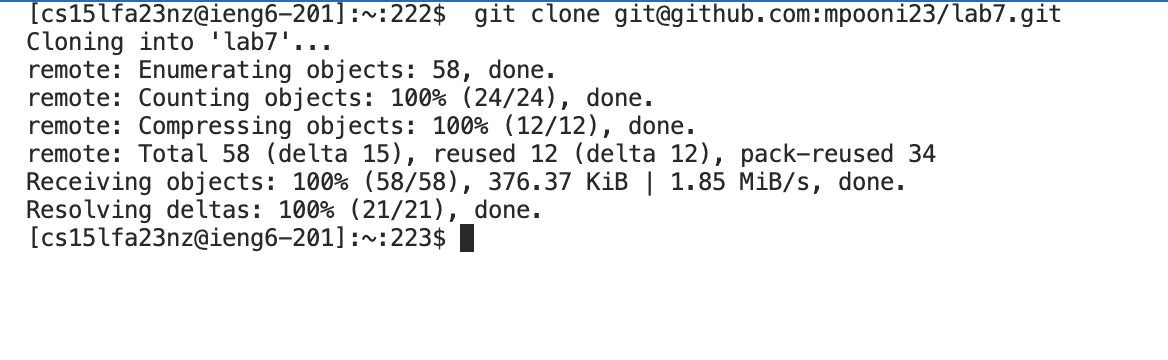 [cs15lfa23nz@ieng6-201]:~:222$  git clone git@github.com:mpooni23/lab7.git
Cloning into 'lab7'...
remote: Enumerating objects: 58, done.
remote: Counting objects: 100% (24/24), done.
remote: Compressing objects: 100% (12/12), done.
remote: Total 58 (delta 15), reused 12 (delta 12), pack-reused 34
Receiving objects: 100% (58/58), 376.37 KiB | 1.85 MiB/s, done.
Resolving deltas: 100% (21/21), done.
[cs15lfa23nz@ieng6-201]:~:223$